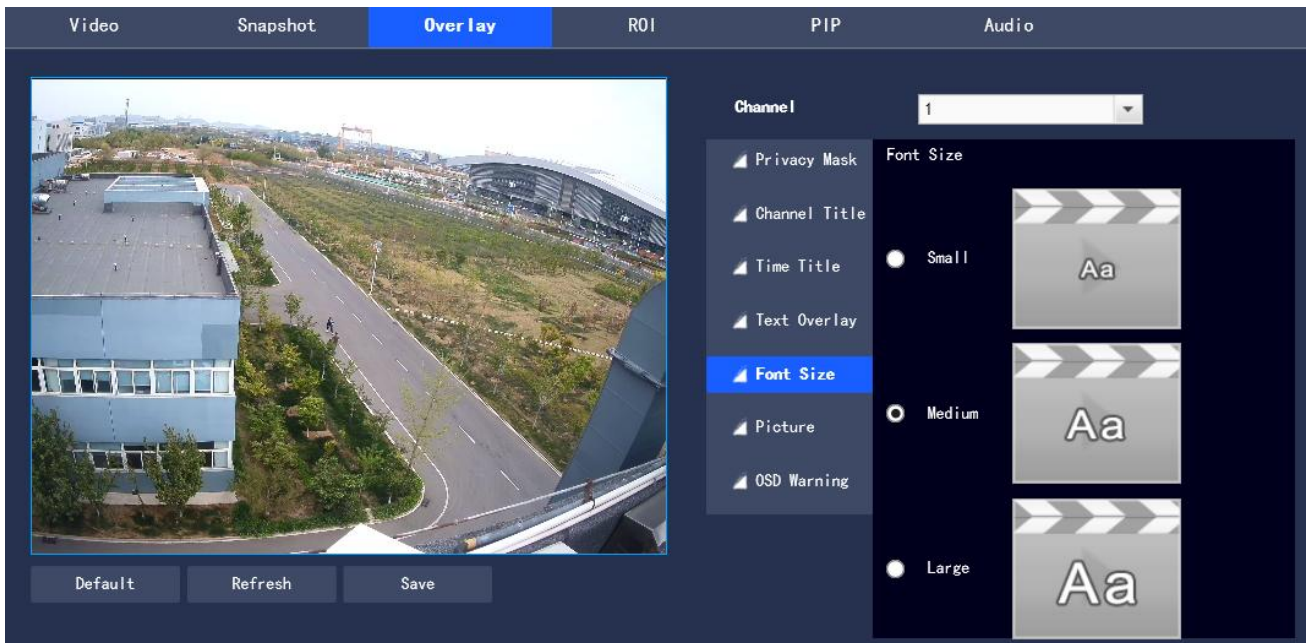 Video Snapshot Overlay ROI PIP Audio
Channel 1
Privacy Mask
Channel Title
Time Title
Text Overlay
Font Size
Picture
OSD Warning
Font Size
Small Aa
Medium Aa
Large Aa
Default Refresh Save